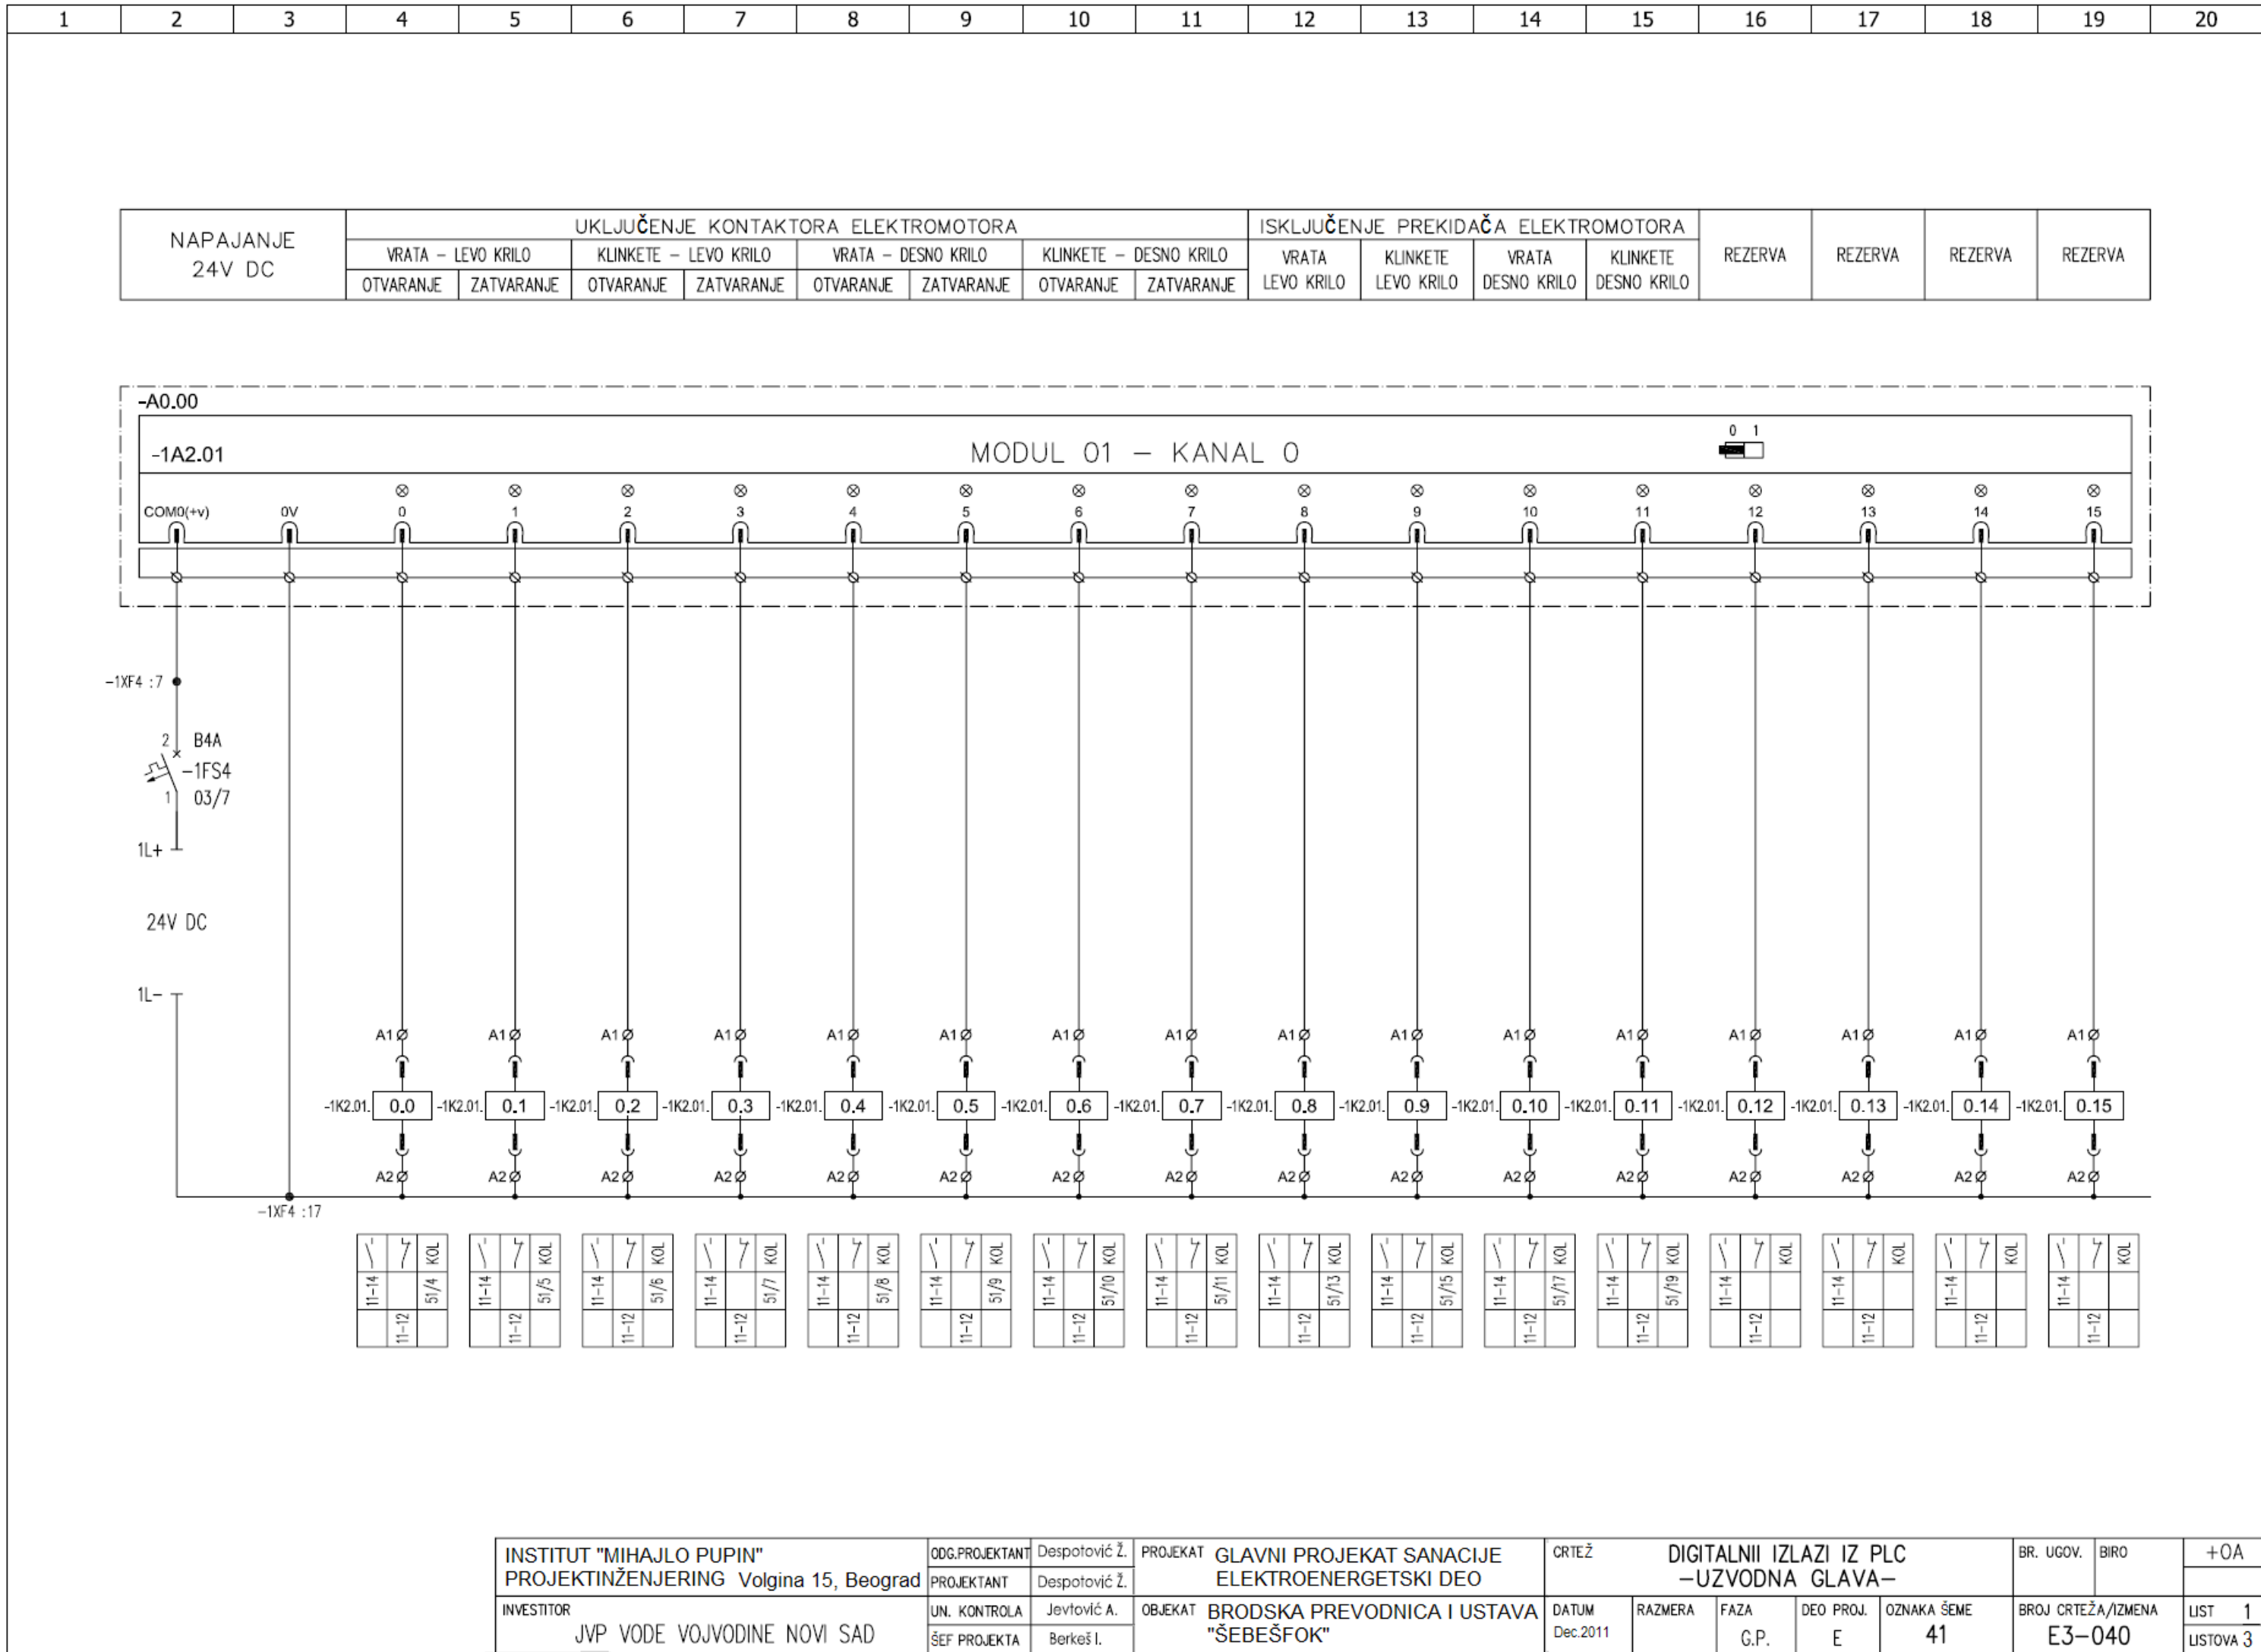 1 2 3 4 5 6 7 8 9 10 11 12 13 14 15 16 17 18 19 20
NAPAJANJE
24V DC
UKLJUČENJE KONTAKTORA ELEKTROMOTORA
ISKLJUČENJE PREKIDAČA ELEKTROMOTORA
VRATA – LEVO KRILO KLINKETE – LEVO KRILO VRATA – DESNO KRILO KLINKETE – DESNO KRILO
OTVARANJE ZATVARANJE OTVARANJE ZATVARANJE OTVARANJE ZATVARANJE OTVARANJE ZATVARANJE
VRATA KLINKETE VRATA KLINKETE
LEVO KRILO LEVO KRILO DESNO KRILO DESNO KRILO
REZERVA REZERVA REZERVA REZERVA
-A0.00
-1A2.01
MODUL 01 – KANAL 0
0 1
COM0(+v) 0V 0 1 2 3 4 5 6 7 8 9 10 11 12 13 14 15
-1XF4 :7
2 B4A
-1FS4
1 03/7
1L+
24V DC
1L-
A1 A1 A1 A1 A1 A1 A1 A1 A1 A1 A1 A1 A1 A1 A1 A1
-1K2.01. 0.0 -1K2.01. 0.1 -1K2.01. 0.2 -1K2.01. 0.3 -1K2.01. 0.4 -1K2.01. 0.5 -1K2.01. 0.6 -1K2.01. 0.7 -1K2.01. 0.8 -1K2.01. 0.9 -1K2.01. 0.10 -1K2.01. 0.11 -1K2.01. 0.12 -1K2.01. 0.13 -1K2.01. 0.14 -1K2.01. 0.15
A2 A2 A2 A2 A2 A2 A2 A2 A2 A2 A2 A2 A2 A2 A2 A2
-1XF4 :17
KOL KOL KOL KOL KOL KOL KOL KOL KOL KOL KOL KOL KOL KOL KOL KOL
11-14 51/4 11-14 51/5 11-14 51/6 11-14 51/7 11-14 51/8 11-14 51/9 11-14 51/10 11-14 51/11 11-14 51/13 11-14 51/15 11-14 51/17 11-14 51/19 11-14 11-14 11-14 11-14
11-12 11-12 11-12 11-12 11-12 11-12 11-12 11-12 11-12 11-12 11-12 11-12 11-12 11-12 11-12 11-12
INSTITUT "MIHAJLO PUPIN"
PROJEKTINŽENJERING Volgina 15, Beograd
INVESTITOR
JVP VODE VOJVODINE NOVI SAD
ODG.PROJEKTANT Despotović Ž.
PROJEKTANT Despotović Ž.
UN. KONTROLA Jevtović A.
ŠEF PROJEKTA Berkeš I.
PROJEKAT GLAVNI PROJEKAT SANACIJE
ELEKTROENERGETSKI DEO
OBJEKAT BRODSKA PREVODNICA I USTAVA
"ŠEBEŠFOK"
CRTEŽ DIGITALNII IZLAZI IZ PLC
–UZVODNA GLAVA–
DATUM RAZMERA FAZA DEO PROJ. OZNAKA ŠEME
Dec.2011 G.P. E 41
BR. UGOV. BIRO +OA
BROJ CRTEŽA/IZMENA LIST 1
E3–040 LISTOVA 3